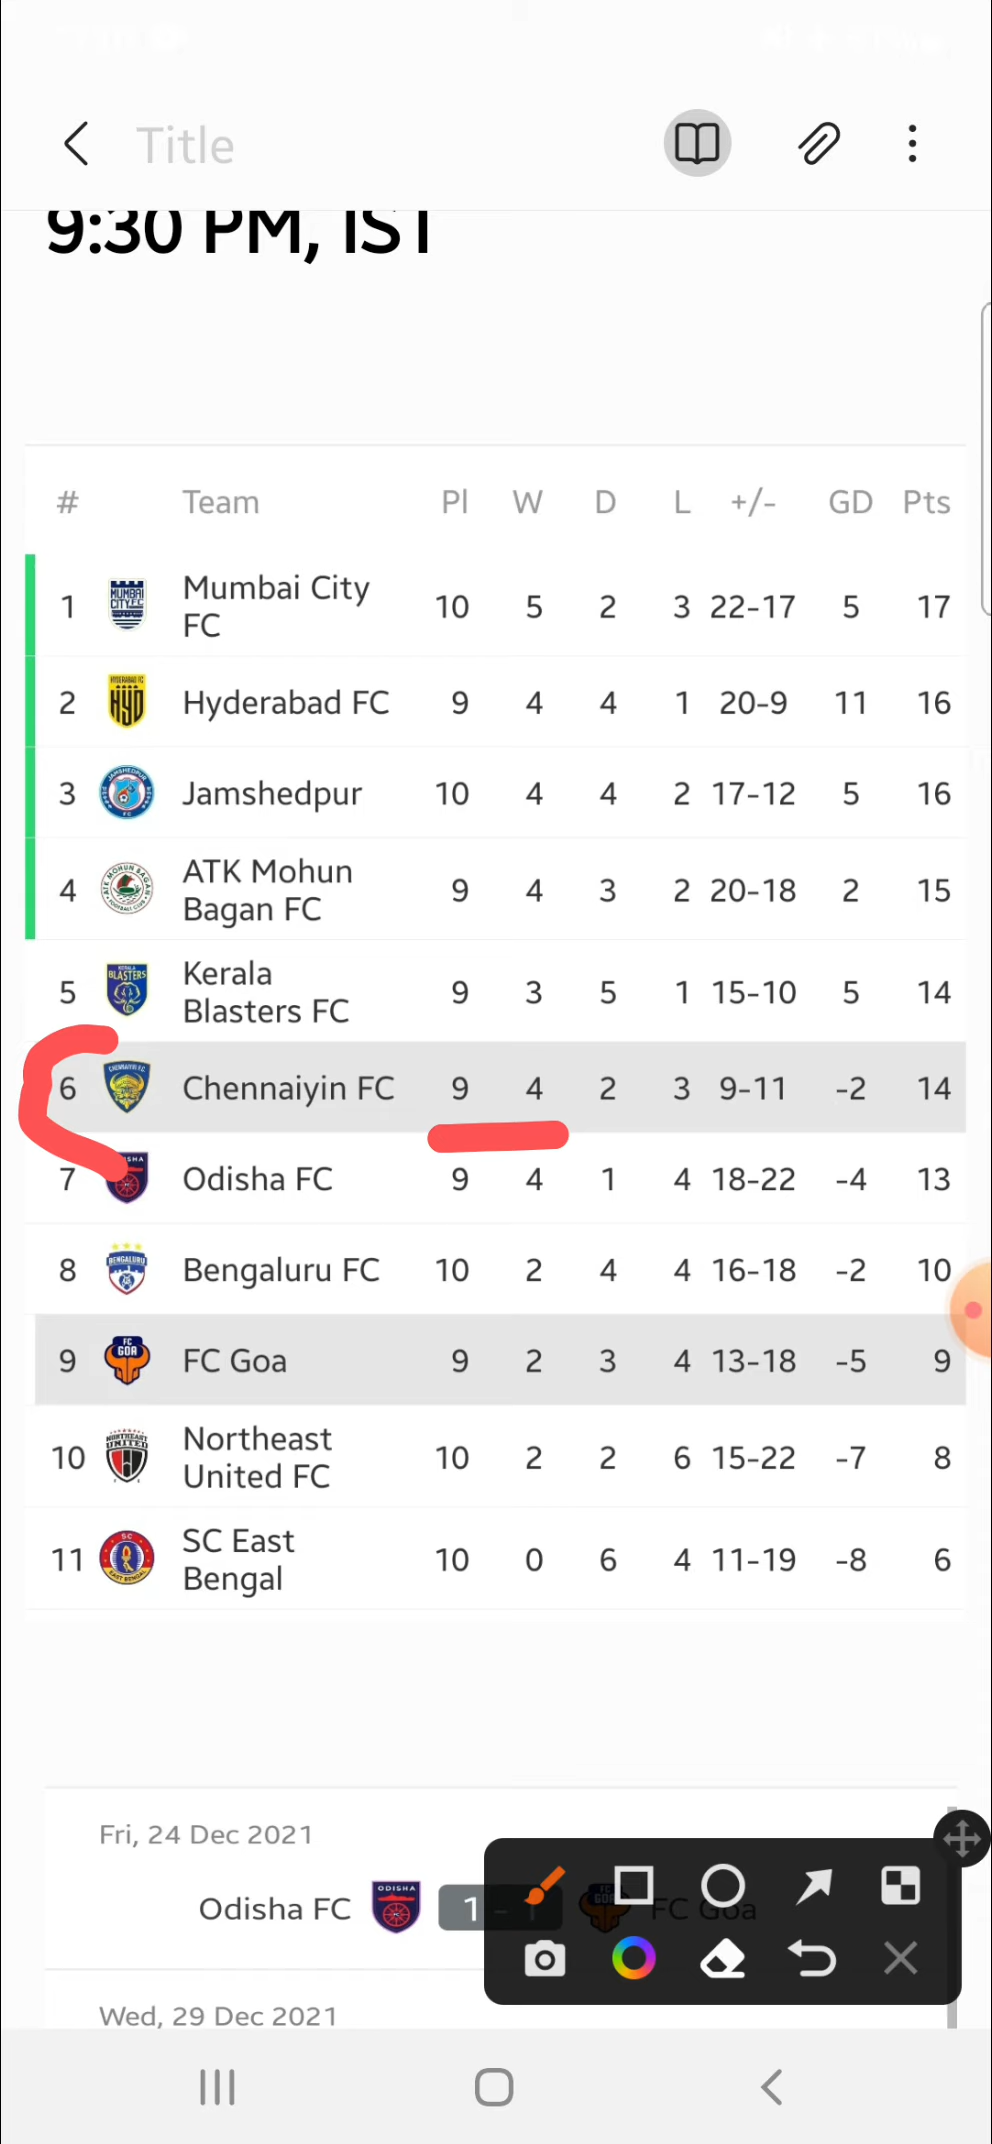 Title
9:30 PM, IST
# Team Pl W D L +/- GD Pts
1 Mumbai City FC 10 5 2 3 22-17 5 17
2 Hyderabad FC 9 4 4 1 20-9 11 16
3 Jamshedpur 10 4 4 2 17-12 5 16
4 ATK Mohun Bagan FC 9 4 3 2 20-18 2 15
5 Kerala Blasters FC 9 3 5 1 15-10 5 14
6 Chennaiyin FC 9 4 2 3 9-11 -2 14
7 Odisha FC 9 4 1 4 18-22 -4 13
8 Bengaluru FC 10 2 4 4 16-18 -2 10
9 FC Goa 9 2 3 4 13-18 -5 9
10 Northeast United FC 10 2 2 6 15-22 -7 8
11 SC East Bengal 10 0 6 4 11-19 -8 6
Fri, 24 Dec 2021
Odisha FC 1 - 1 FC Goa
Wed, 29 Dec 2021